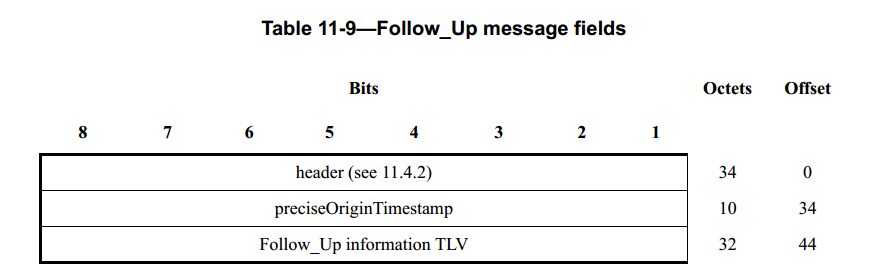 Table 11-9—Follow_Up message fields
Bits Octets Offset
8 7 6 5 4 3 2 1
header (see 11.4.2) 34 0
preciseOriginTimestamp 10 34
Follow_Up information TLV 32 44